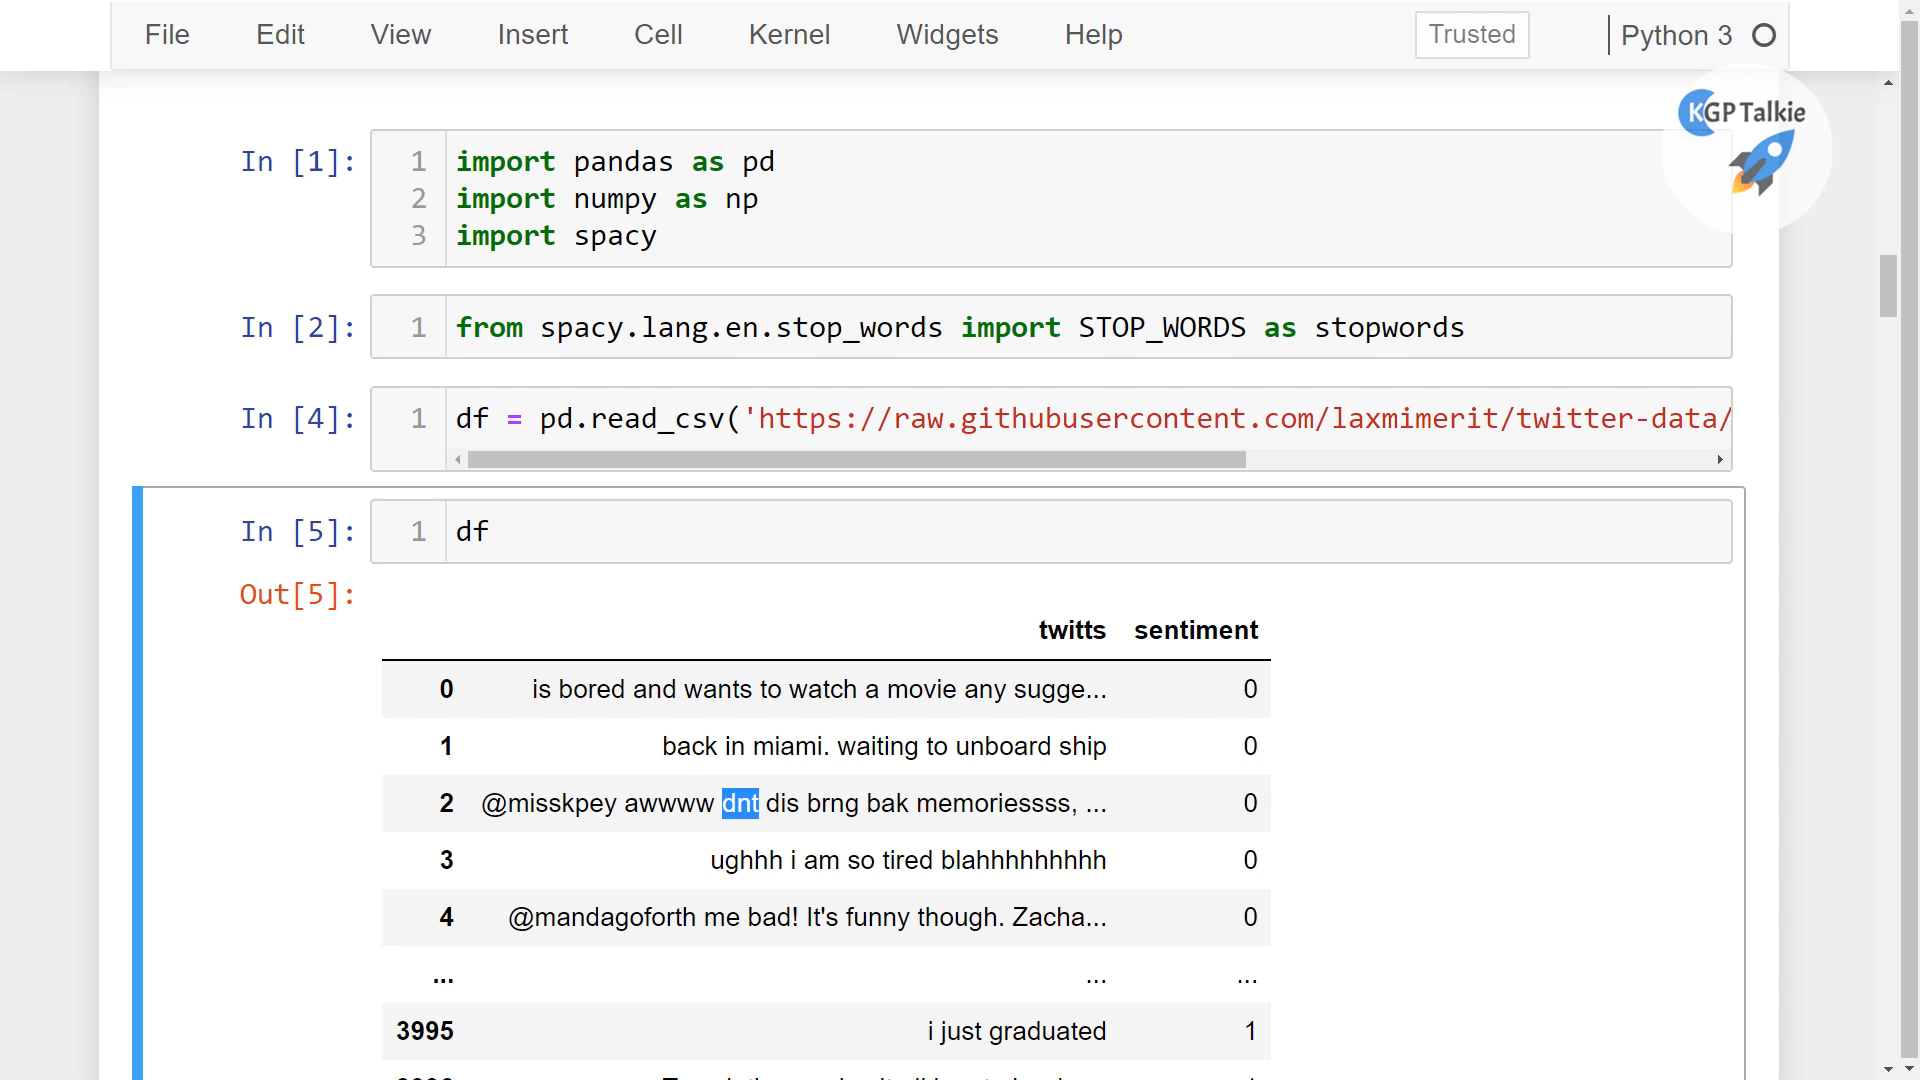 File Edit View Insert Cell Kernel Widgets Help Trusted Python 3
KGP Talkie
In [1]: 1 import pandas as pd
2 import numpy as np
3 import spacy
In [2]: 1 from spacy.lang.en.stop_words import STOP_WORDS as stopwords
In [4]: 1 df = pd.read_csv('https://raw.githubusercontent.com/laxmimerit/twitter-data/
In [5]: 1 df
Out[5]:
twitts sentiment
0 is bored and wants to watch a movie any sugge... 0
1 back in miami. waiting to unboard ship 0
2 @misskpey awwww dnt dis brng bak memoriessss, ... 0
3 ughhh i am so tired blahhhhhhhhh 0
4 @mandagoforth me bad! It's funny though. Zacha... 0
... ... ...
3995 i just graduated 1